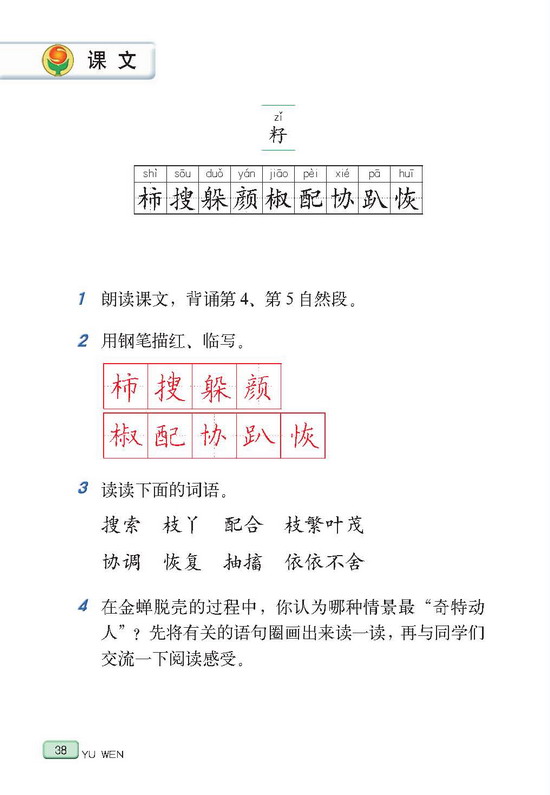 课文
zǐ
籽
shì sōu duǒ yán jiāo pèi xié pā huī
柿搜躲颜椒配协趴恢
1 朗读课文，背诵第4、第5自然段。
2 用钢笔描红、临写。
柿搜躲颜
椒配协趴恢
3 读读下面的词语。
搜索 枝丫 配合 枝繁叶茂
协调 恢复 抽搐 依依不舍
4 在金蝉脱壳的过程中，你认为哪种情景最“奇特动
人”？先将有关的语句圈画出来读一读，再与同学们
交流一下阅读感受。
38 YU WEN